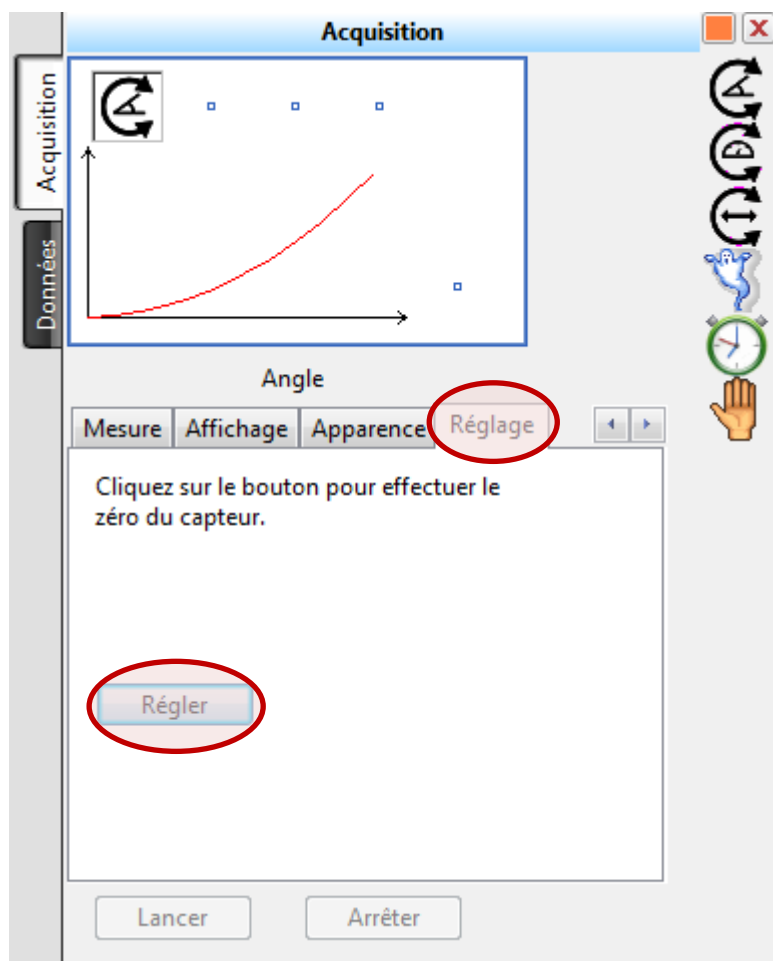 Acquisition
Acquisition
Données
Angle
Mesure Affichage Apparence Réglage
Cliquez sur le bouton pour effectuer le
zéro du capteur.
Régler
Lancer Arrêter